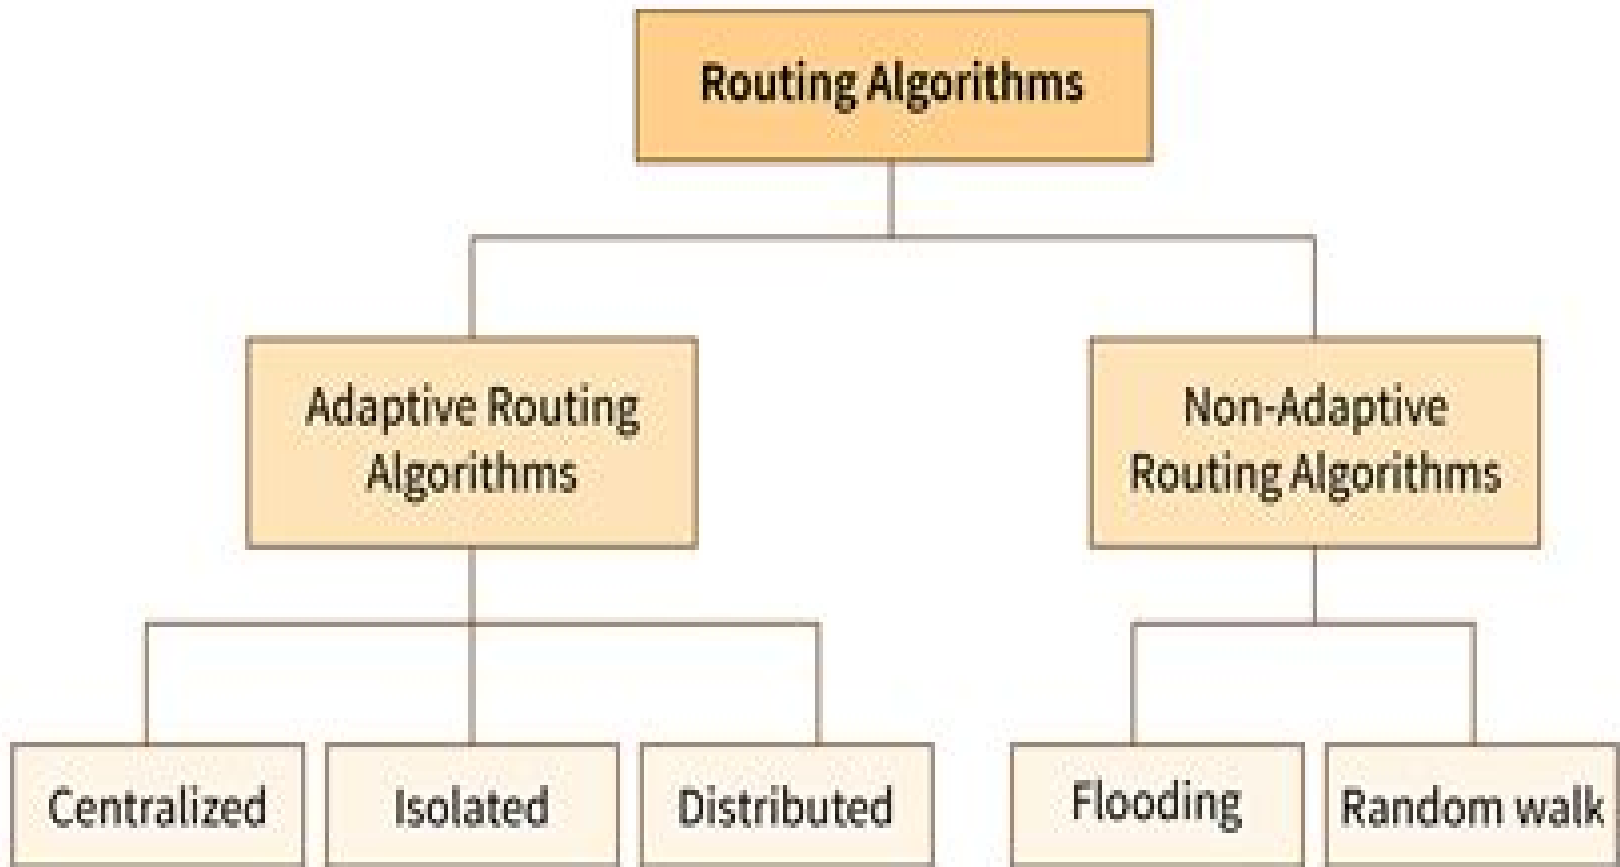 Routing Algorithms
Adaptive Routing
Algorithms
Non-Adaptive
Routing Algorithms
Centralized
Isolated
Distributed
Flooding
Random walk